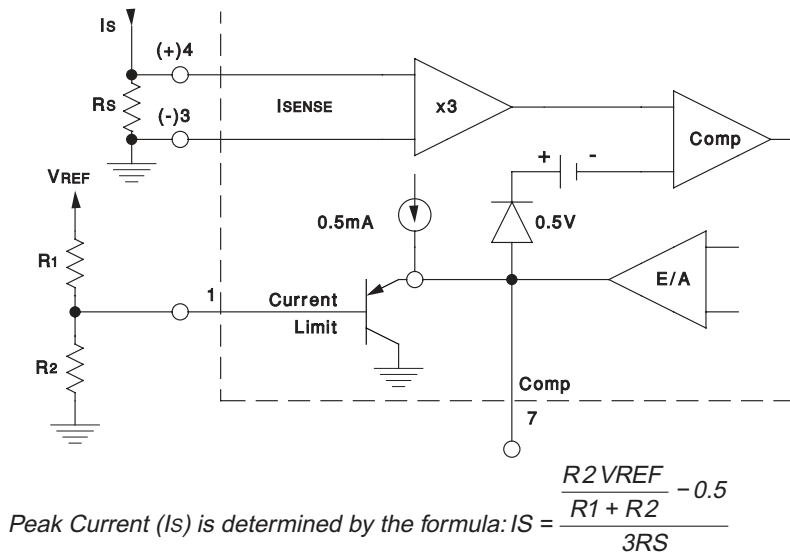 Is
(+)4
Rs
ISENSE
x3
(-)3
Comp
VREF
+ -
0.5mA
0.5V
R1
E/A
1
Current
Limit
R2
Comp
7
Peak Current (Is) is determined by the formula: IS = (R2 VREF / (R1 + R2) − 0.5) / 3RS